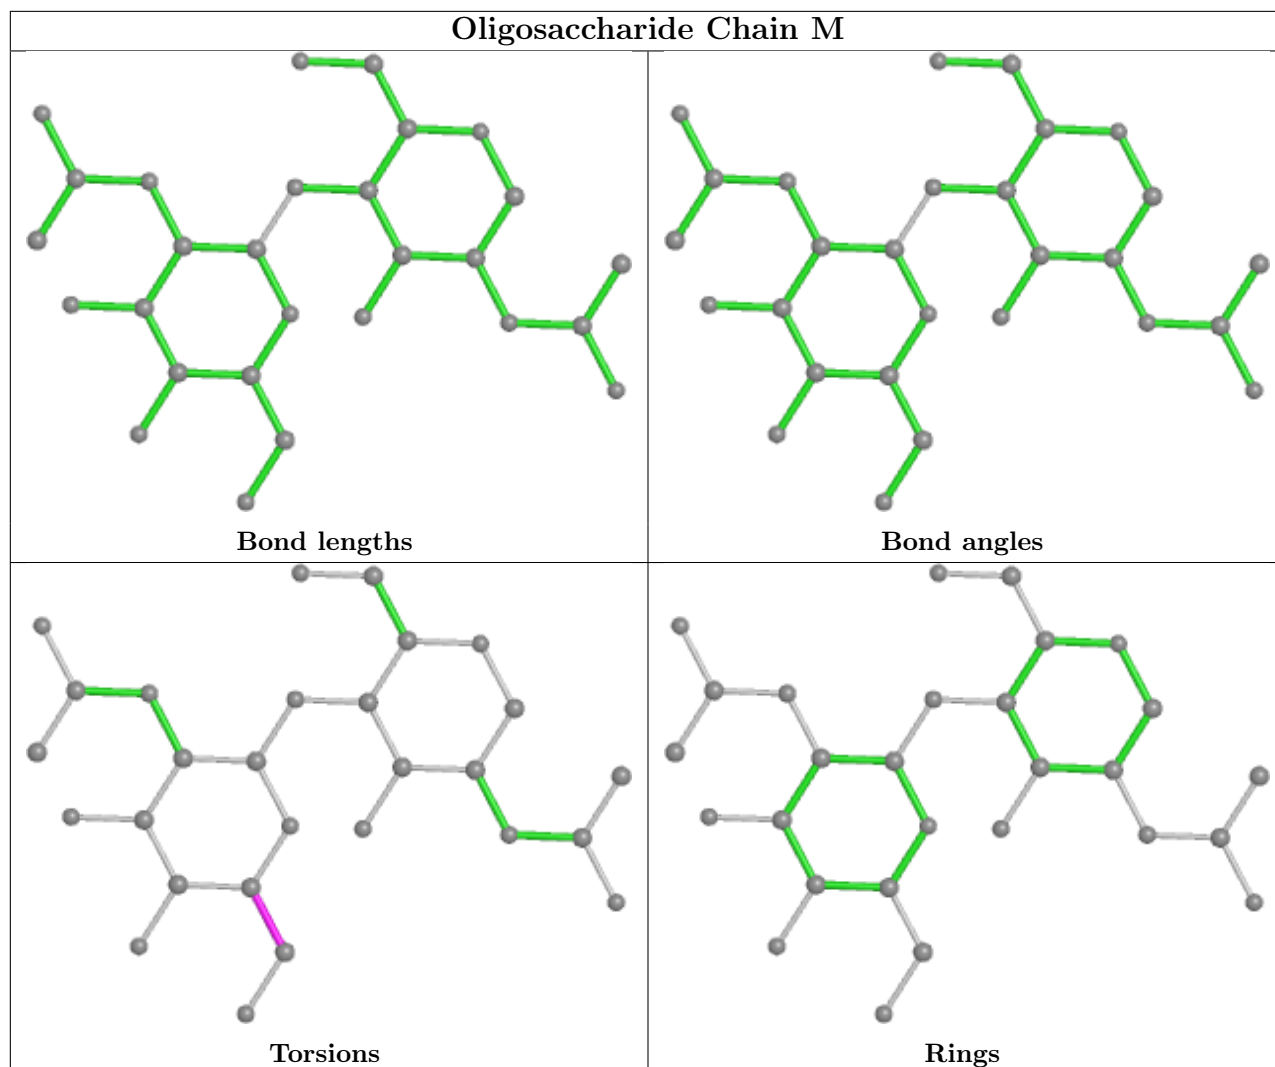 Oligosaccharide Chain M
Bond lengths
Bond angles
Torsions
Rings